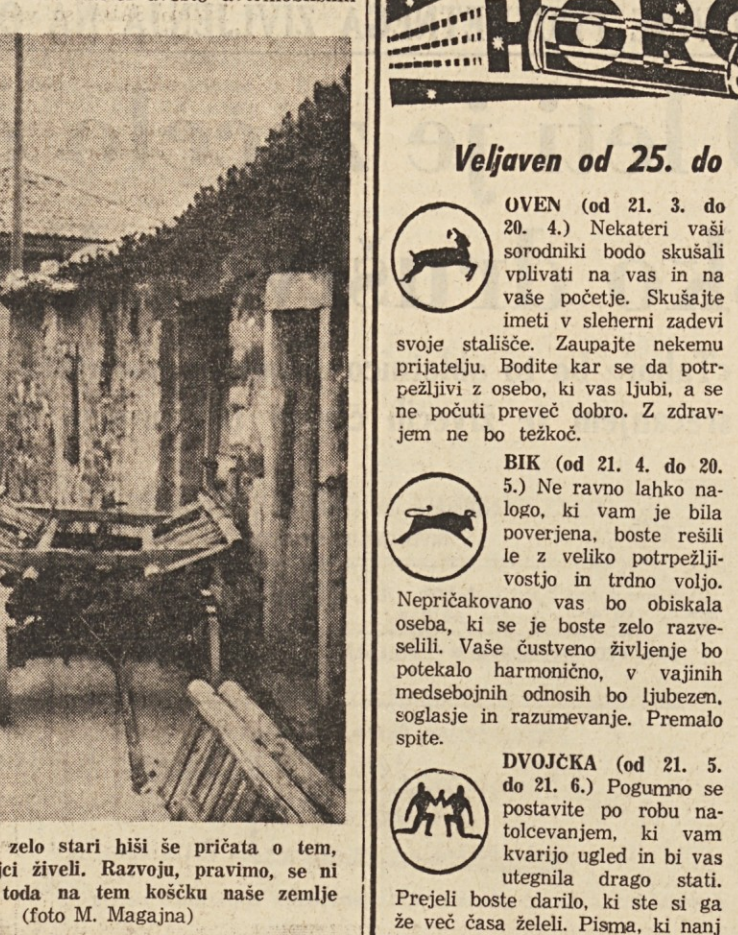 zelo stari hiši še pričata o tem,
živeli. Razvoju, pravimo, se ni
toda na tem koščku naše zemlje
(foto M. Magajna)
HOR
Veljaven od 25. do
OVEN (od 21. 3. do
20. 4.) Nekateri vaši
sorodniki bodo skušali
vplivati na vas in na
vaše početje. Skušajte
imeti v sleherni zadevi
svoje stališče. Zaupajte nekemu
prijatelju. Bodite kar se da potr-
pežljivi z osebo, ki vas ljubi, a se
ne počuti preveč dobro. Z zdrav-
jem ne bo težkoč.
BIK (od 21. 4. do 20.
5.) Ne ravno lahko na-
logo, ki vam je bila
poverjena, boste rešili
le z veliko potrpežlji-
vostjo in trdno voljo.
Nepričakovano vas bo obiskala
oseba, ki se je boste zelo razve-
selili. Vaše čustveno življenje bo
potekalo harmonično, v vajinih
medsebojnih odnosih bo ljubezen,
soglasje in razumevanje. Premalo
spite.
DVOJČKA (od 21. 5.
do 21. 6.) Pogumno se
postavite po robu na-
tolcevanjem, ki vam
kvarijo ugled in bi vas
utegnila drago stati.
Prejeli boste darilo, ki ste si ga
že več časa želeli. Pisma, ki nanj